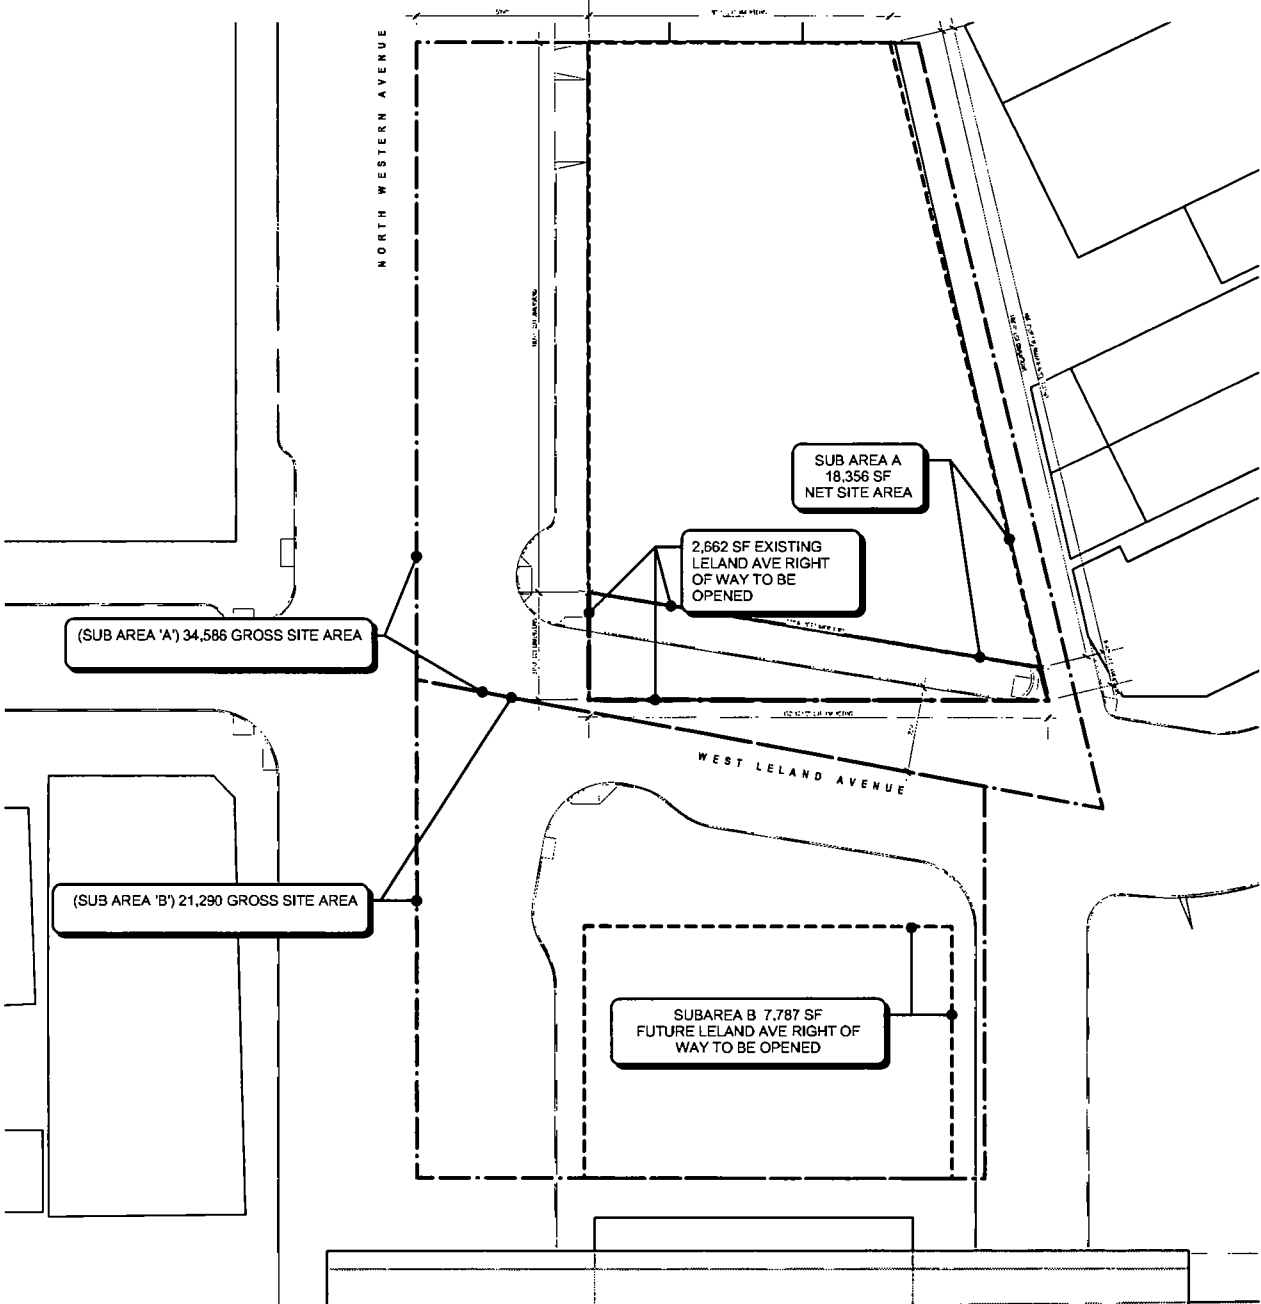 NORTH WESTERN AVENUE
SUB AREA A
18,356 SF
NET SITE AREA
2,662 SF EXISTING
LELAND AVE RIGHT
OF WAY TO BE
OPENED
(SUB AREA 'A') 34,586 GROSS SITE AREA
WEST LELAND AVENUE
(SUB AREA 'B') 21,290 GROSS SITE AREA
SUBAREA B 7,787 SF
FUTURE LELAND AVE RIGHT OF
WAY TO BE OPENED